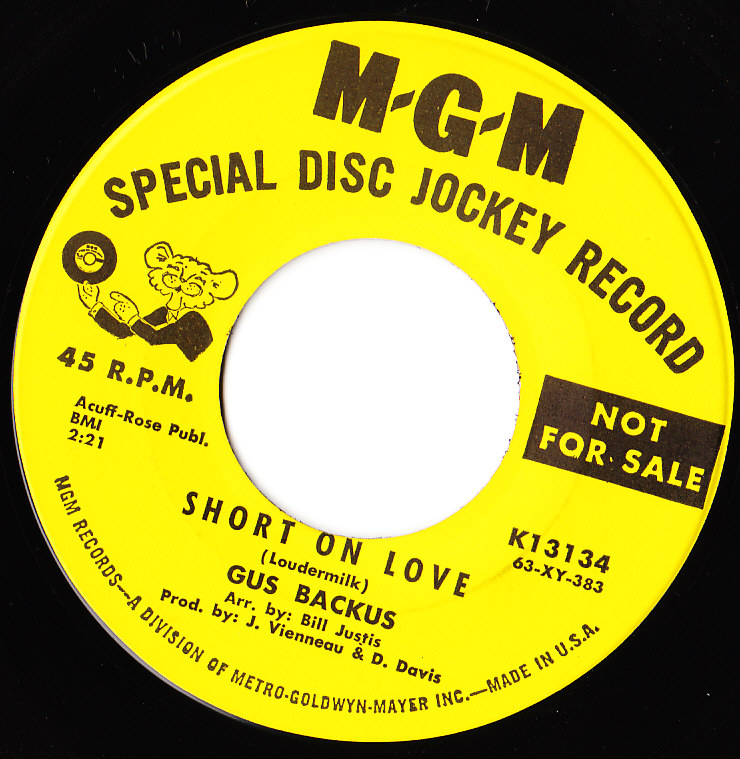 M-G-M
SPECIAL DISC JOCKEY RECORD
45 R.P.M.
Acuff-Rose Publ.
BMI
2:21
NOT
FOR SALE
K13134
63-XY-383
SHORT ON LOVE
(Loudermilk)
GUS BACKUS
Arr. by: Bill Justis
Prod. by: J. Vienneau & D. Davis
MGM RECORDS—A DIVISION OF METRO-GOLDWYN-MAYER INC.—MADE IN U.S.A.